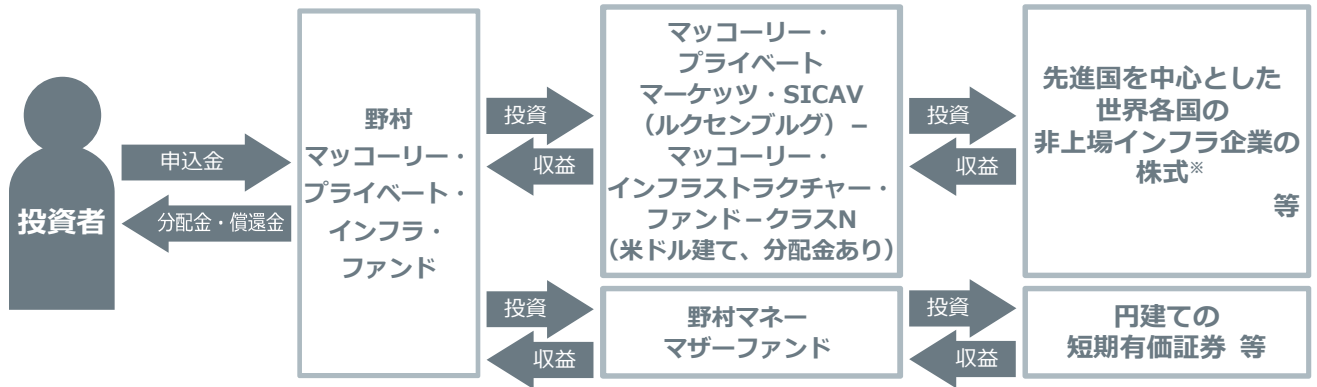 投資者
申込金
分配金・償還金
野村
マッコーリー・
プライベート・
インフラ・
ファンド
投資
収益
マッコーリー・
プライベート
マーケッツ・SICAV
（ルクセンブルグ）－
マッコーリー・
インフラストラクチャー・
ファンド－クラスN
（米ドル建て、分配金あり）
投資
収益
先進国を中心とした
世界各国の
非上場インフラ企業の
株式※
等
投資
収益
野村マネー
マザーファンド
投資
収益
円建ての
短期有価証券 等